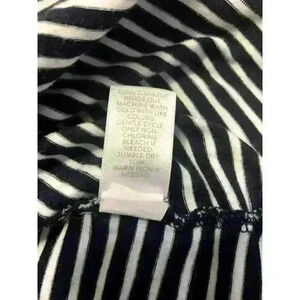 TURN GARMENT
INSIDE OUT
MACHINE WASH
COLD WITH LIKE
COLORS
GENTLE CYCLE
ONLY NON-
CHLORINE
BLEACH IF
NEEDED.
TUMBLE DRY
LOW.
WARM IRON IF
NEEDED.